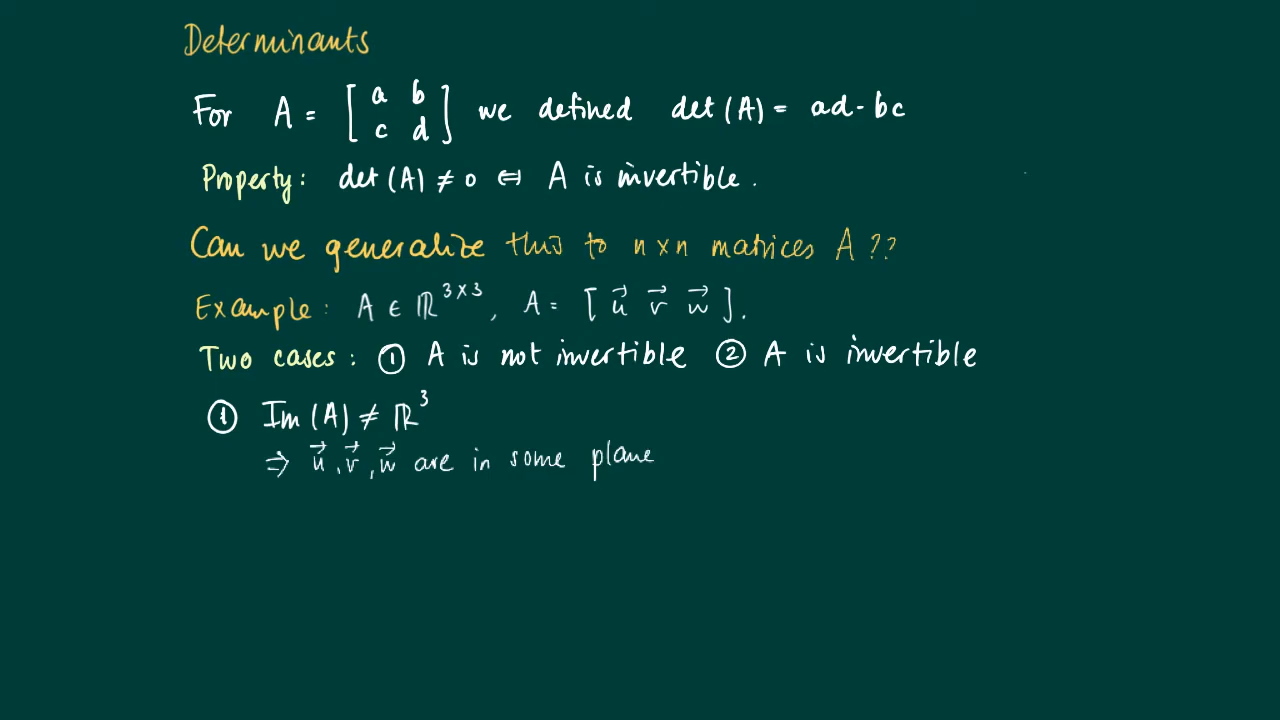 Determinants
For A = [a b c d] we defined det (A) = ad - bc
Property: det (A) ≠ 0 ⇔ A is invertible.
Can we generalize this to n×n matrices A ??
Example: A ∈ ℝ^{3×3}, A = [u⃗ v⃗ w⃗].
Two cases: ① A is not invertible ② A is invertible
① Im (A) ≠ ℝ³
⇒ u⃗, v⃗, w⃗ are in some plane